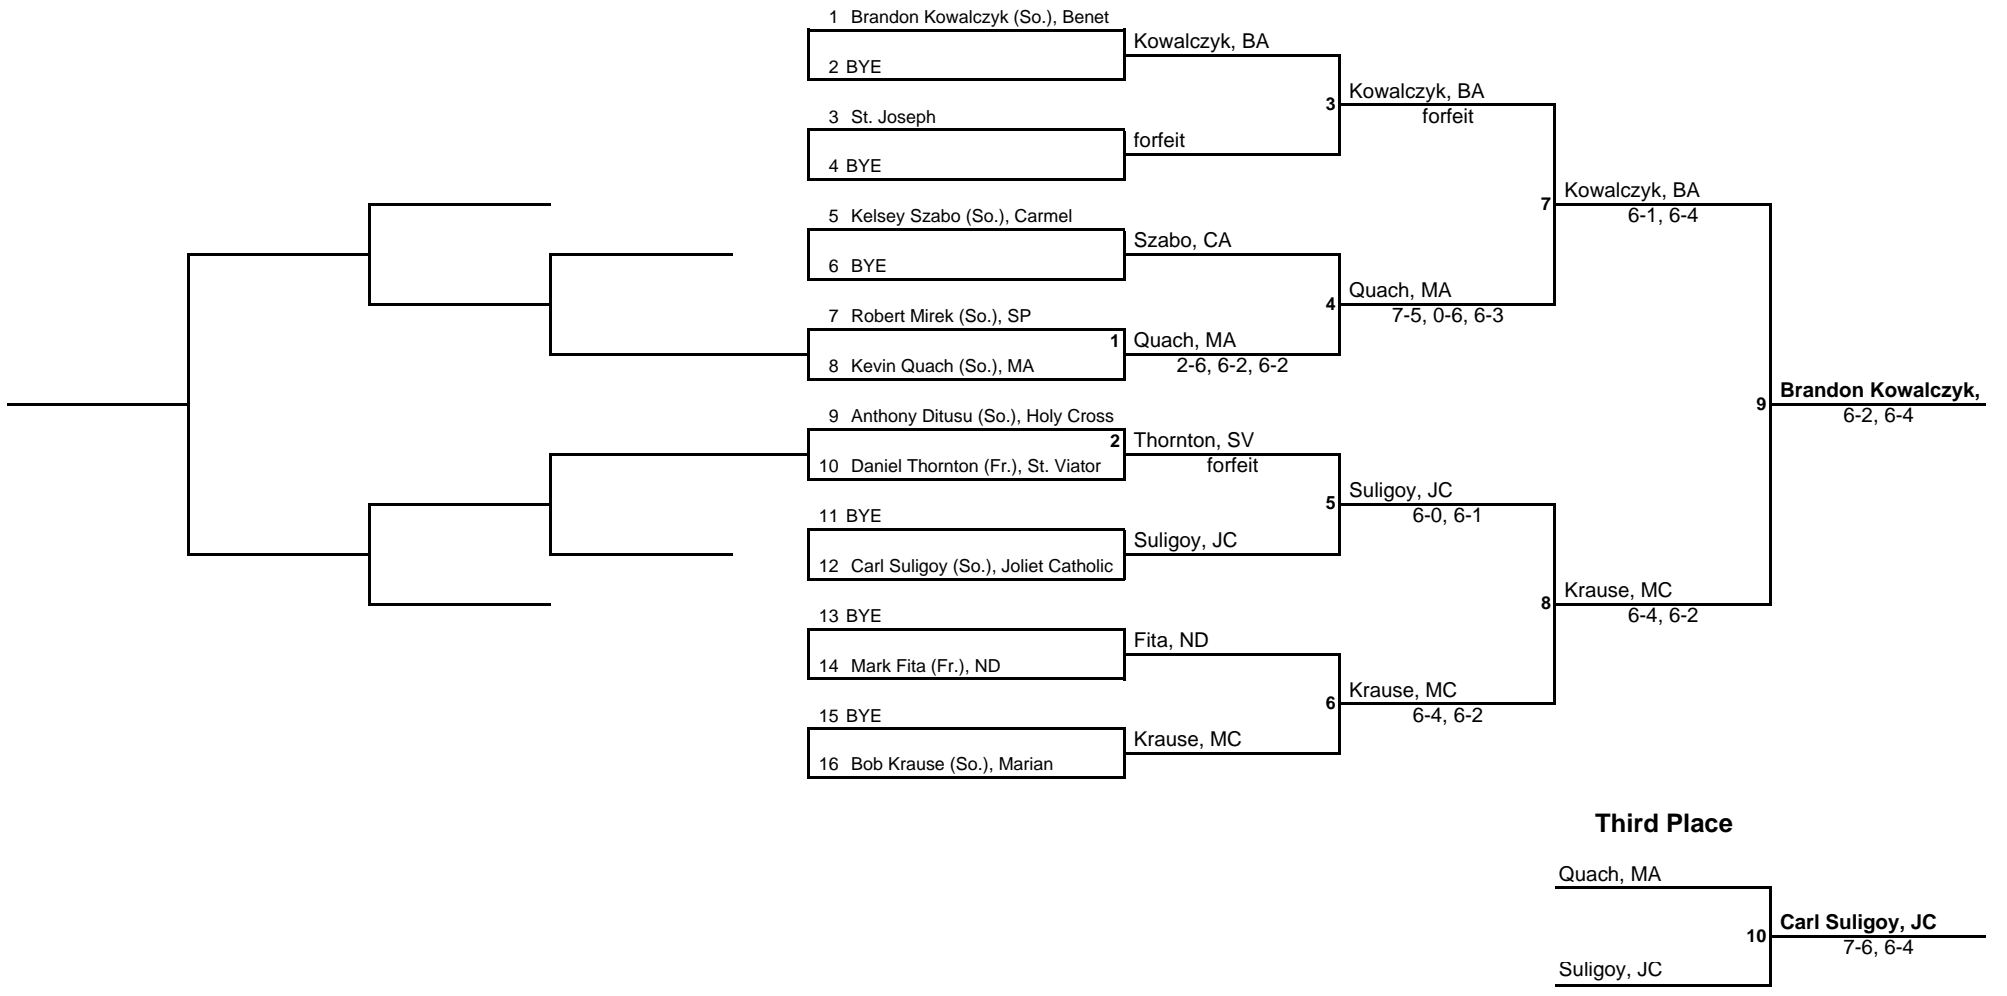 1 Brandon Kowalczyk (So.), Benet
Kowalczyk, BA
2 BYE
3 Kowalczyk, BA
forfeit
3 St. Joseph
forfeit
4 BYE
7 Kowalczyk, BA
6-1, 6-4
5 Kelsey Szabo (So.), Carmel
Szabo, CA
6 BYE
4 Quach, MA
7-5, 0-6, 6-3
7 Robert Mirek (So.), SP
1 Quach, MA
2-6, 6-2, 6-2
8 Kevin Quach (So.), MA
9 Brandon Kowalczyk,
6-2, 6-4
9 Anthony Ditusu (So.), Holy Cross
2 Thornton, SV
forfeit
10 Daniel Thornton (Fr.), St. Viator
5 Suligoy, JC
6-0, 6-1
11 BYE
Suligoy, JC
12 Carl Suligoy (So.), Joliet Catholic
8 Krause, MC
6-4, 6-2
13 BYE
Fita, ND
14 Mark Fita (Fr.), ND
6 Krause, MC
6-4, 6-2
15 BYE
Krause, MC
16 Bob Krause (So.), Marian
Third Place
Quach, MA
10 Carl Suligoy, JC
7-6, 6-4
Suligoy, JC